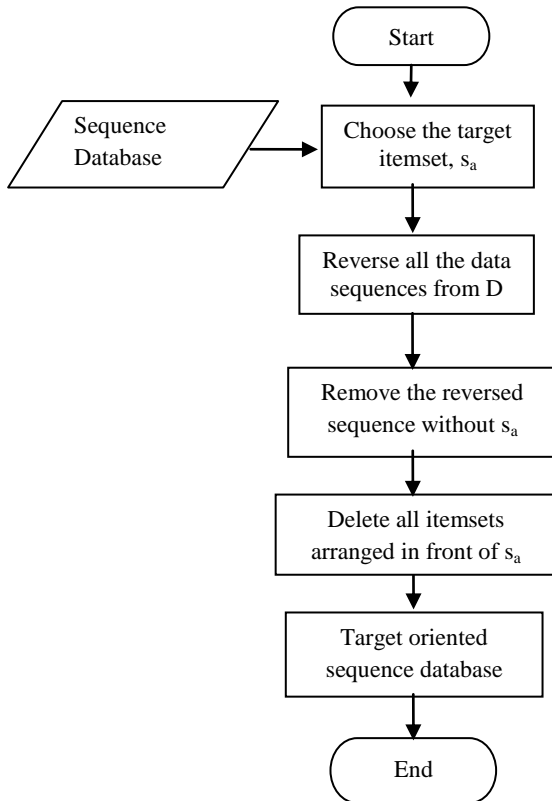 Start
Sequence
Database
Choose the target
itemset, sₐ
Reverse all the data
sequences from D
Remove the reversed
sequence without sₐ
Delete all itemsets
arranged in front of sₐ
Target oriented
sequence database
End